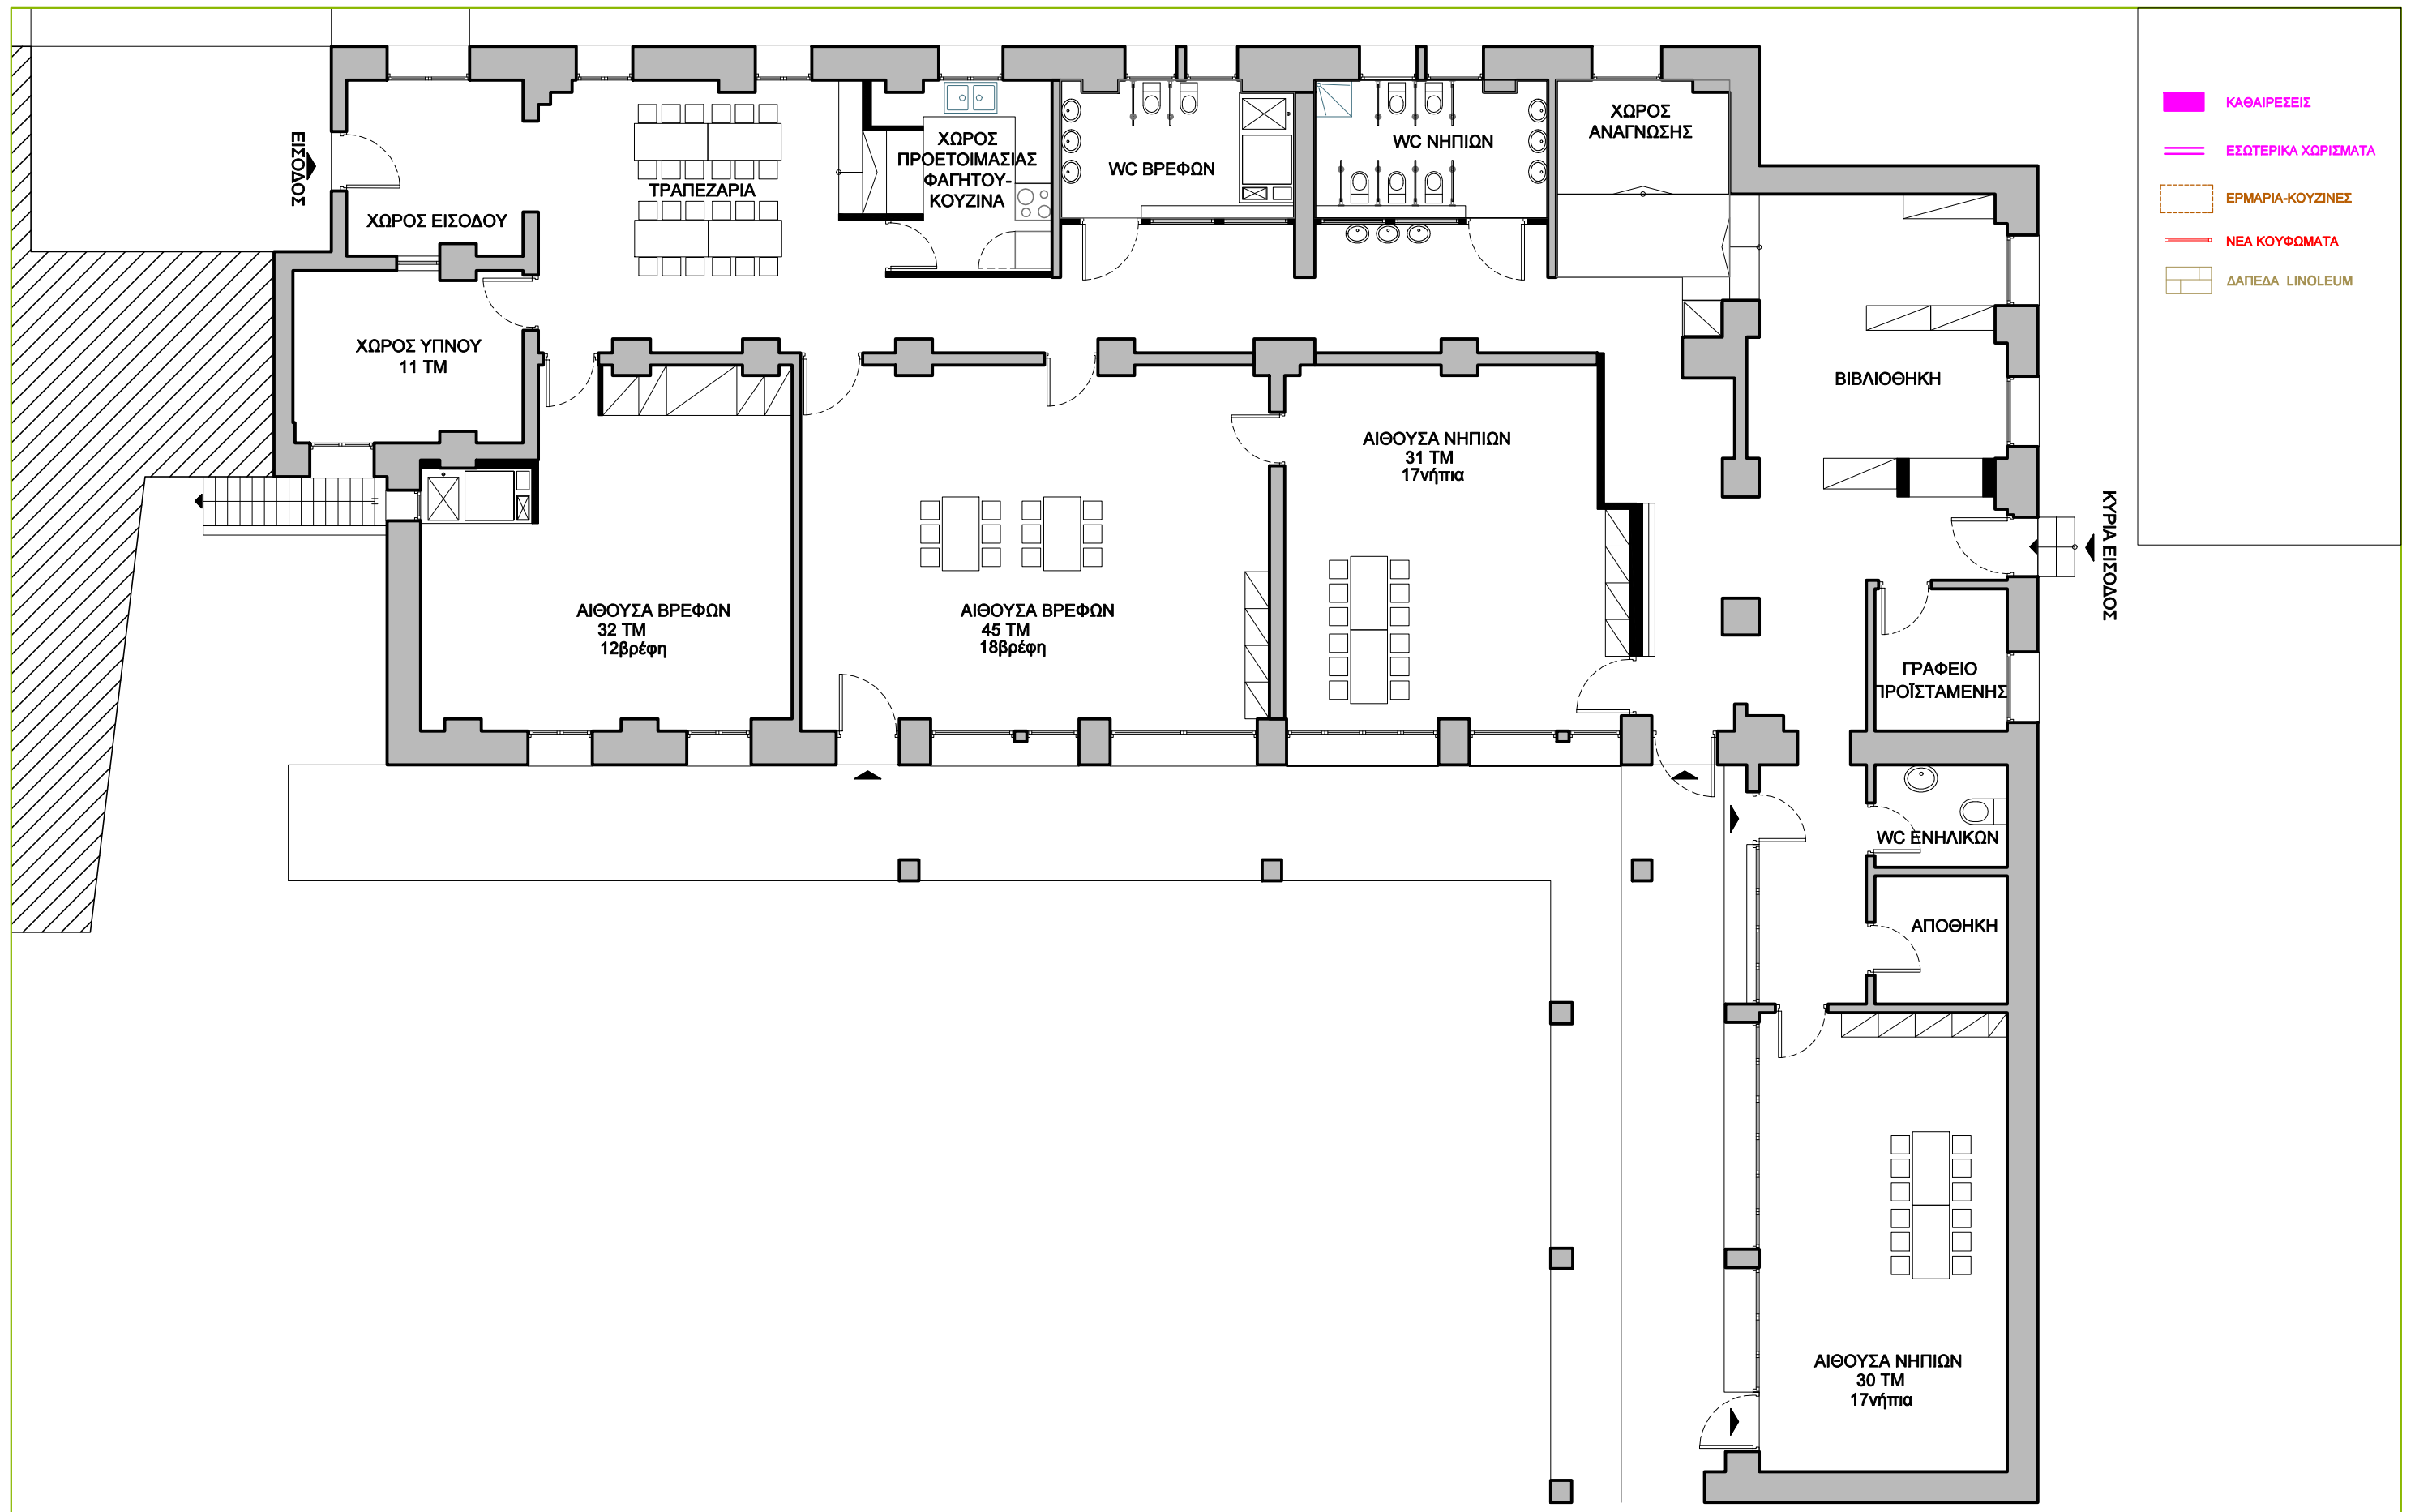 ΕΙΣΟΔΟΣ
ΧΩΡΟΣ ΕΙΣΟΔΟΥ
ΤΡΑΠΕΖΑΡΙΑ
ΧΩΡΟΣ
ΠΡΟΕΤΟΙΜΑΣΙΑΣ
ΦΑΓΗΤΟΥ-
ΚΟΥΖΙΝΑ
WC ΒΡΕΦΩΝ
WC ΝΗΠΙΩΝ
ΧΩΡΟΣ
ΑΝΑΓΝΩΣΗΣ
ΚΑΘΑΙΡΕΣΕΙΣ
ΕΣΩΤΕΡΙΚΑ ΧΩΡΙΣΜΑΤΑ
ΕΡΜΑΡΙΑ-ΚΟΥΖΙΝΕΣ
ΝΕΑ ΚΟΥΦΩΜΑΤΑ
ΔΑΠΕΔΑ LINOLEUM
ΧΩΡΟΣ ΥΠΝΟΥ
11 ΤΜ
ΒΙΒΛΙΟΘΗΚΗ
ΑΙΘΟΥΣΑ ΝΗΠΙΩΝ
31 ΤΜ
17νήπια
ΚΥΡΙΑ ΕΙΣΟΔΟΣ
ΑΙΘΟΥΣΑ ΒΡΕΦΩΝ
32 ΤΜ
12βρέφη
ΑΙΘΟΥΣΑ ΒΡΕΦΩΝ
45 ΤΜ
18βρέφη
ΓΡΑΦΕΙΟ
ΠΡΟΪΣΤΑΜΕΝΗΣ
WC ΕΝΗΛΙΚΩΝ
ΑΠΟΘΗΚΗ
ΑΙΘΟΥΣΑ ΝΗΠΙΩΝ
30 ΤΜ
17νήπια